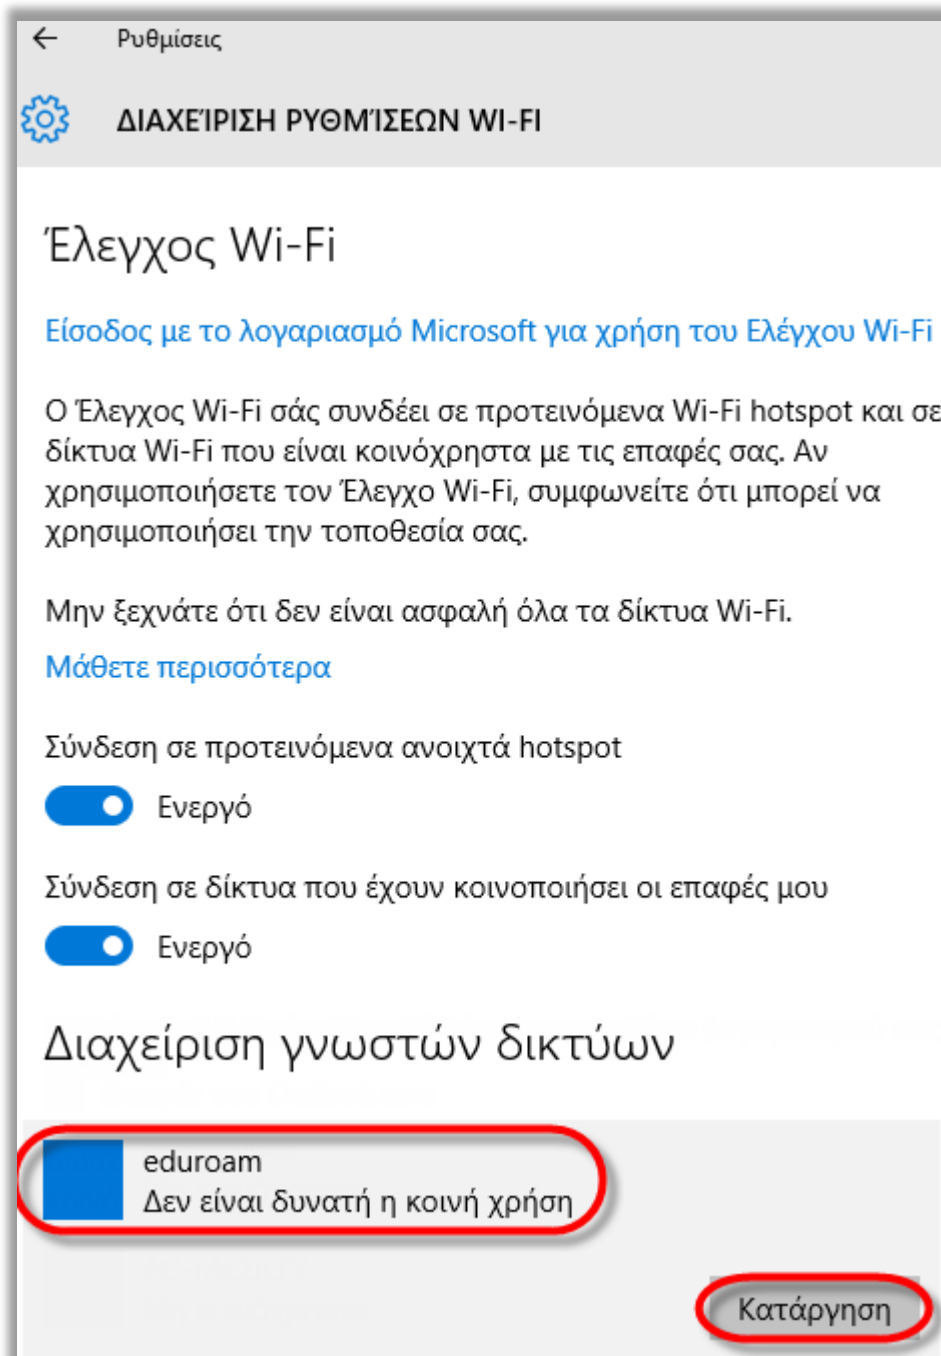 Ρυθμίσεις
ΔΙΑΧΕΊΡΙΣΗ ΡΥΘΜΊΣΕΩΝ WI-FI
Έλεγχος Wi-Fi
Είσοδος με το λογαριασμό Microsoft για χρήση του Ελέγχου Wi-Fi
Ο Έλεγχος Wi-Fi σάς συνδέει σε προτεινόμενα Wi-Fi hotspot και σε
δίκτυα Wi-Fi που είναι κοινόχρηστα με τις επαφές σας. Αν
χρησιμοποιήσετε τον Έλεγχο Wi-Fi, συμφωνείτε ότι μπορεί να
χρησιμοποιήσει την τοποθεσία σας.
Μην ξεχνάτε ότι δεν είναι ασφαλή όλα τα δίκτυα Wi-Fi.
Μάθετε περισσότερα
Σύνδεση σε προτεινόμενα ανοιχτά hotspot
Ενεργό
Σύνδεση σε δίκτυα που έχουν κοινοποιήσει οι επαφές μου
Ενεργό
Διαχείριση γνωστών δικτύων
eduroam
Δεν είναι δυνατή η κοινή χρήση
Κατάργηση